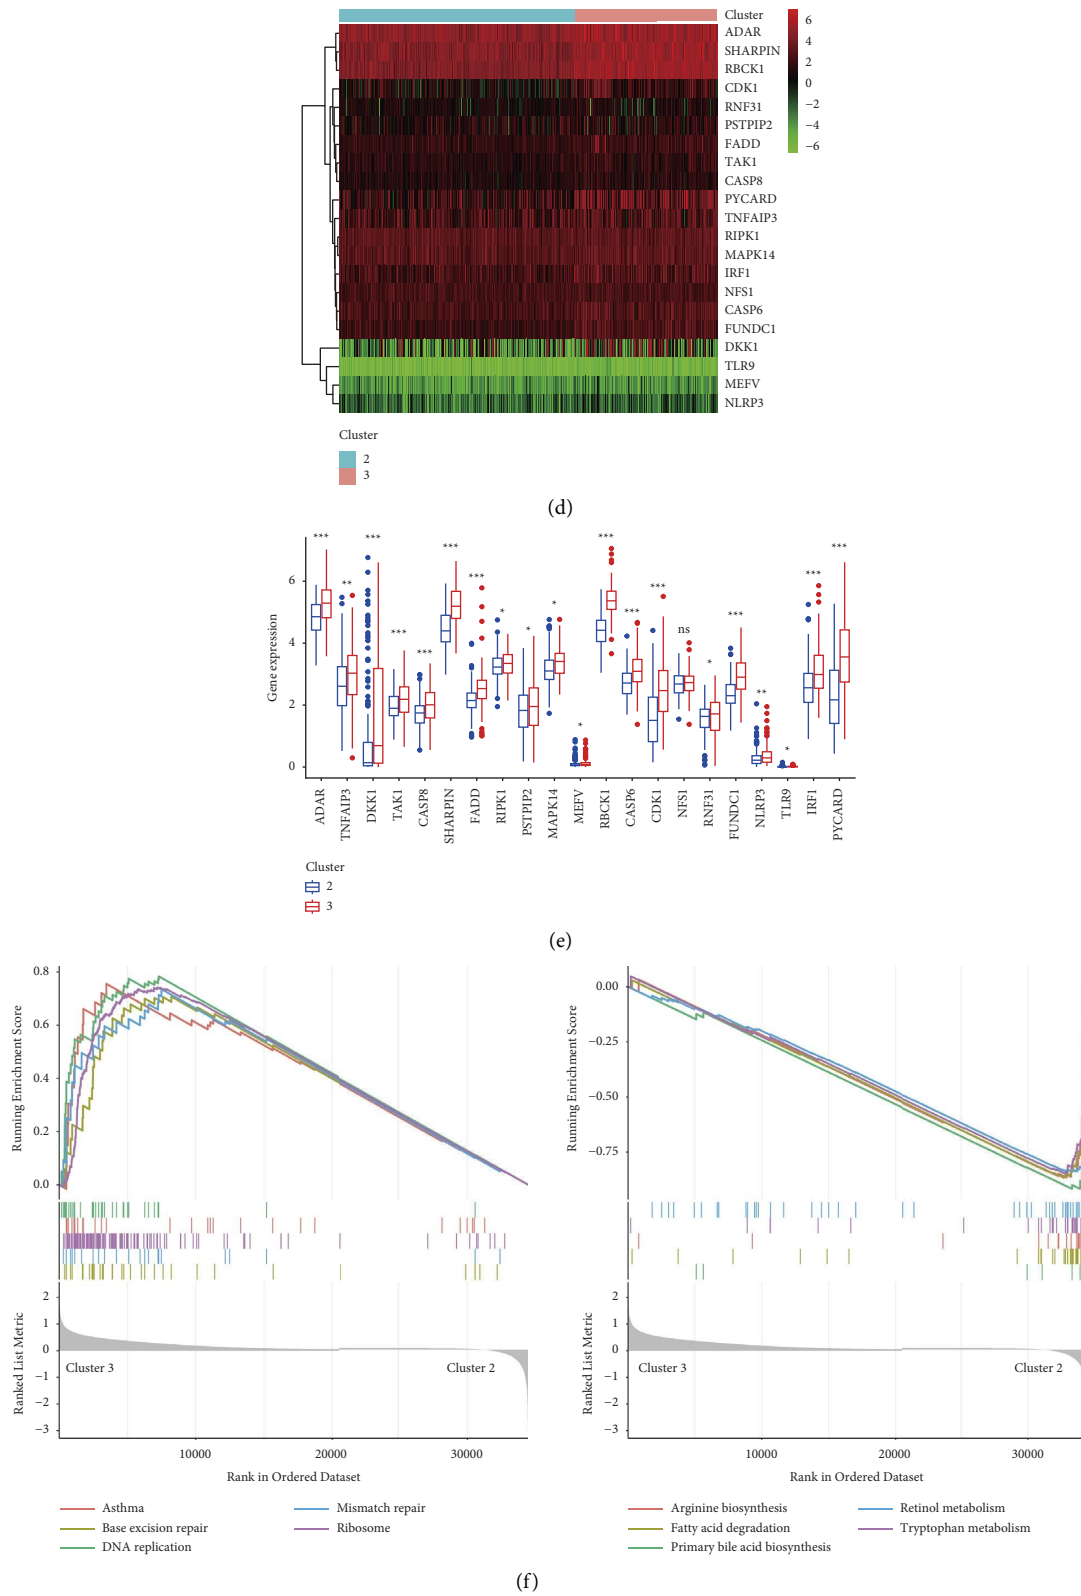 Cluster
ADAR
SHARPIN
RBCK1
CDK1
RNF31
PSTPIP2
FADD
TAK1
CASP8
PYCARD
TNFAIP3
RIPK1
MAPK14
IRF1
NFS1
CASP6
FUNDC1
DKK1
TLR9
MEFV
NLRP3
6
4
2
0
−2
−4
−6
Cluster
2
3
(d)
Gene expression
6
4
2
0
*** ** *** *** *** *** *** * * * * *** *** *** ns * *** ** * *** ***
ADAR
TNFAIP3
DKK1
TAK1
CASP8
SHARPIN
FADD
RIPK1
PSTPIP2
MAPK14
MEFV
RBCK1
CASP6
CDK1
NFS1
RNF31
FUNDC1
NLRP3
TLR9
IRF1
PYCARD
Cluster
2
3
(e)
Running Enrichment Score
0.8
0.6
0.4
0.2
0.0
Ranked List Metric
2
1
0
−1
−2
−3
Cluster 3
Cluster 2
10000 20000 30000
Rank in Ordered Dataset
Asthma
Base excision repair
DNA replication
Mismatch repair
Ribosome
Running Enrichment Score
0.00
−0.25
−0.50
−0.75
Ranked List Metric
2
1
0
−1
−2
−3
Cluster 3
Cluster 2
10000 20000 30000
Rank in Ordered Dataset
Arginine biosynthesis
Fatty acid degradation
Primary bile acid biosynthesis
Retinol metabolism
Tryptophan metabolism
(f)